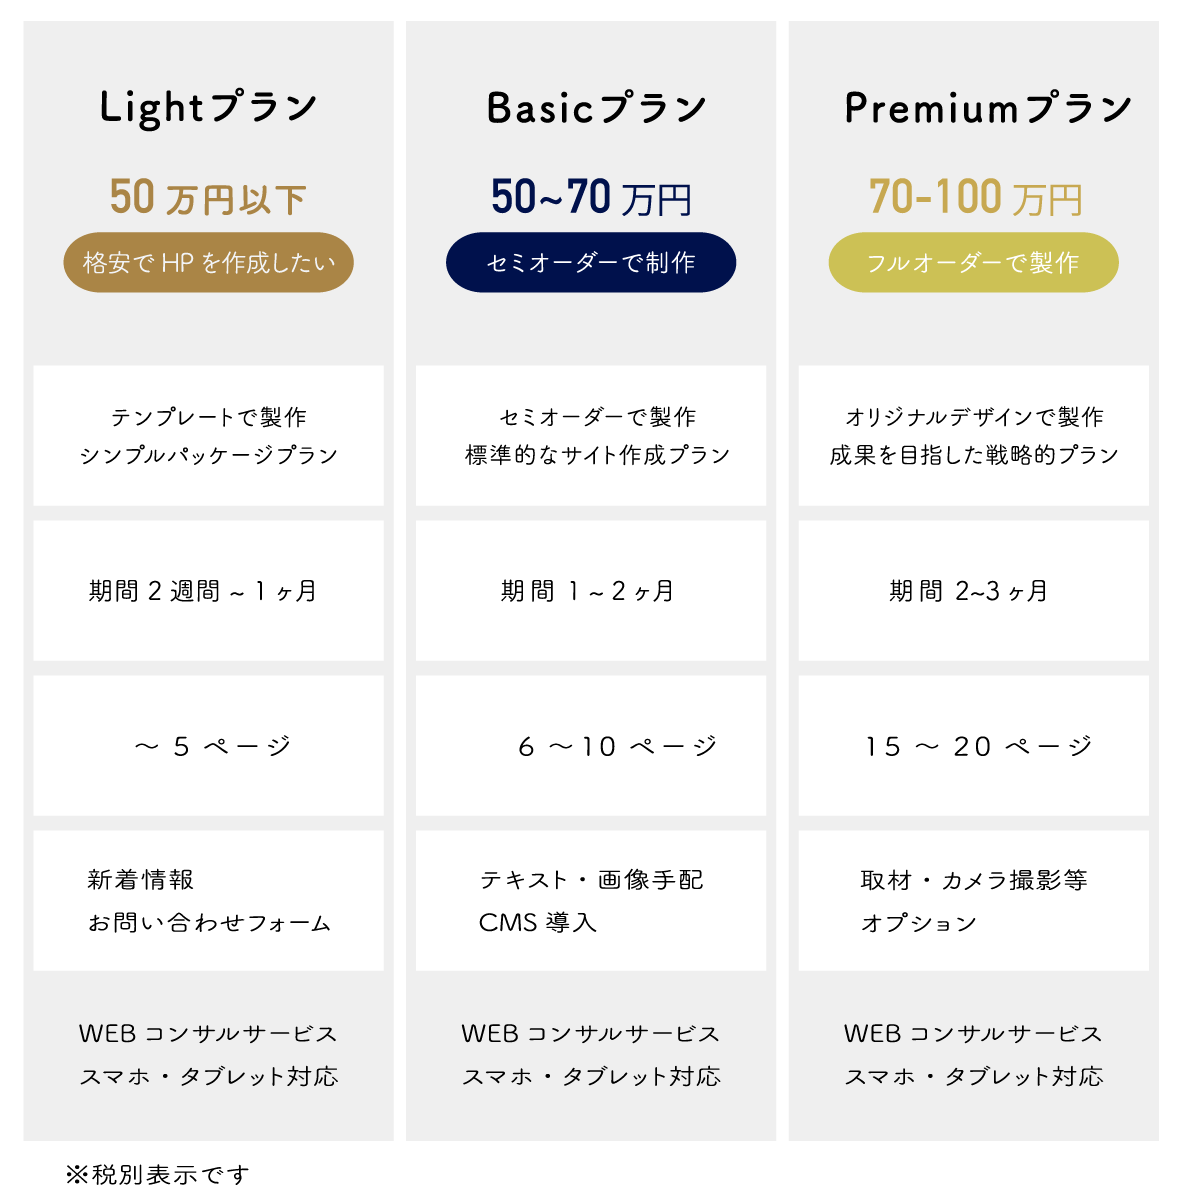 Lightプラン
50 万円以下
格安で HP を作成したい
テンプレートで製作
シンプルパッケージプラン
期間 2 週間 ~ 1 ヶ月
～ 5 ページ
新着情報
お問い合わせフォーム
WEB コンサルサービス
スマホ・タブレット対応
Basicプラン
50~70 万円
セミオーダーで制作
セミオーダーで製作
標準的なサイト作成プラン
期間 1 ~ 2 ヶ月
6 ～10 ページ
テキスト・画像手配
CMS 導入
WEB コンサルサービス
スマホ・タブレット対応
Premiumプラン
70-100 万円
フルオーダーで製作
オリジナルデザインで製作
成果を目指した戦略的プラン
期間 2~3 ヶ月
15 ～ 20 ページ
取材・カメラ撮影等
オプション
WEB コンサルサービス
スマホ・タブレット対応
※税別表示です